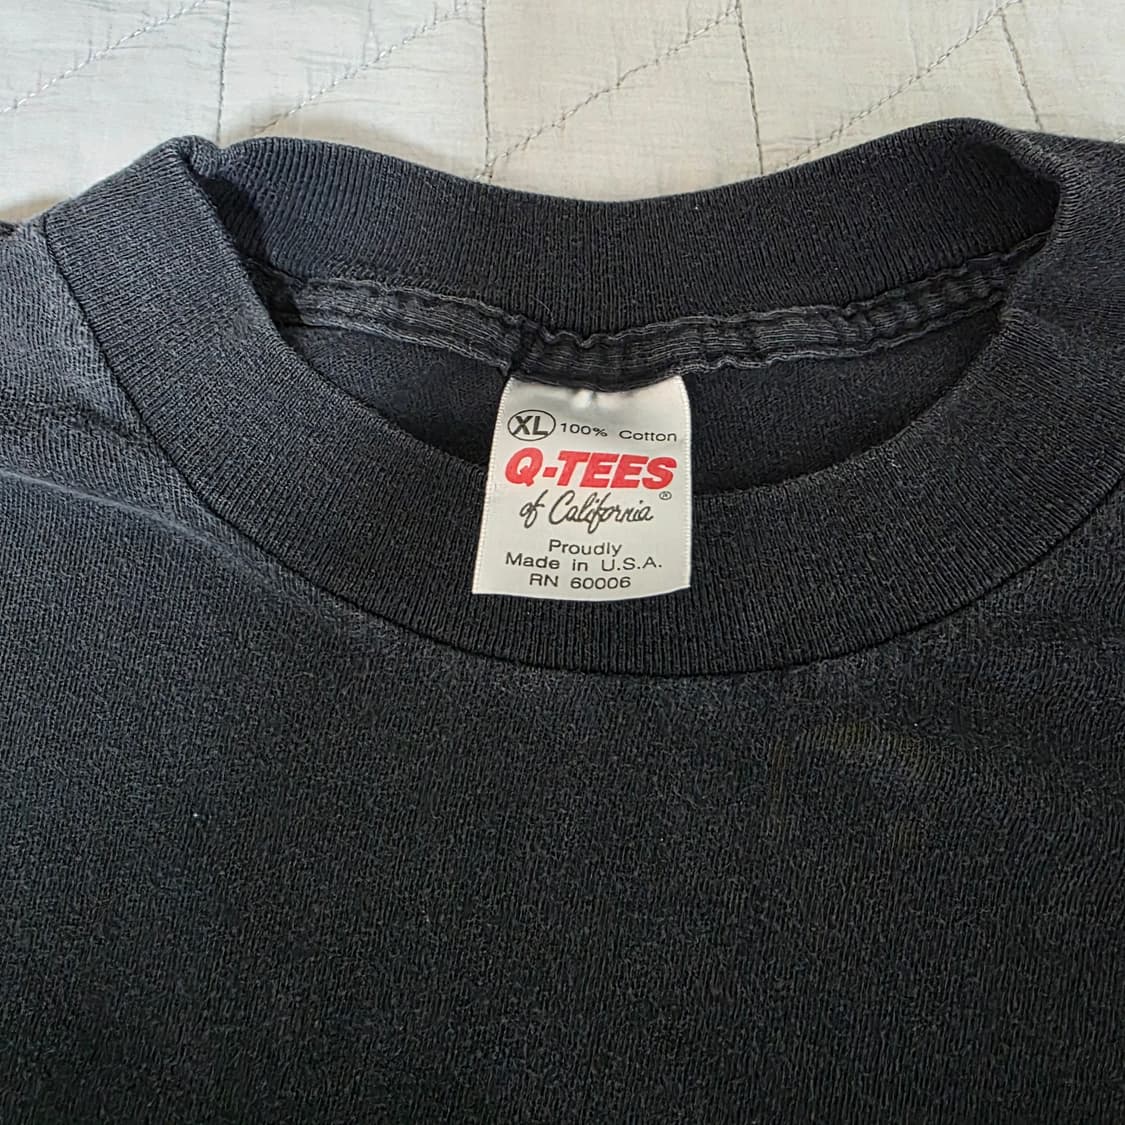 XL 100% Cotton
Q-TEES
of California®
Proudly
Made in U.S.A.
RN 60006